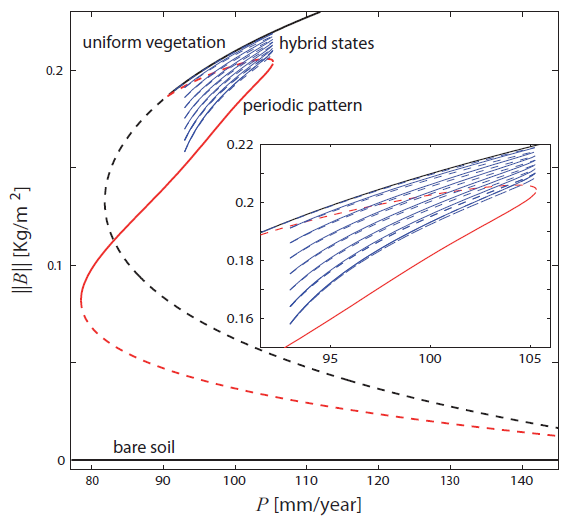 uniform vegetation
hybrid states
periodic pattern
0.2
0.1
0
||B|| [Kg/m 2]
0.22
0.2
0.18
0.16
95 100 105
bare soil
80 90 100 110 120 130 140
P [mm/year]